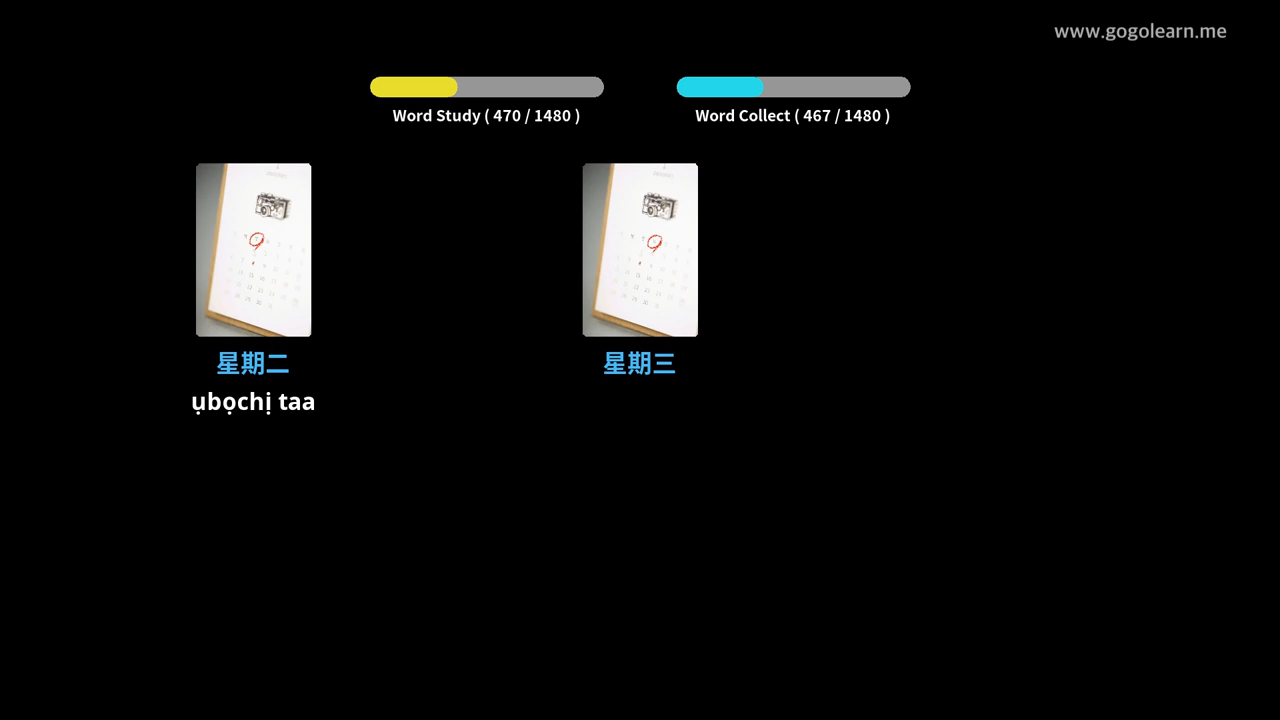 www.gogolearn.me
Word Study ( 470 / 1480 )
Word Collect ( 467 / 1480 )
星期二
ụbọchị taa
星期三